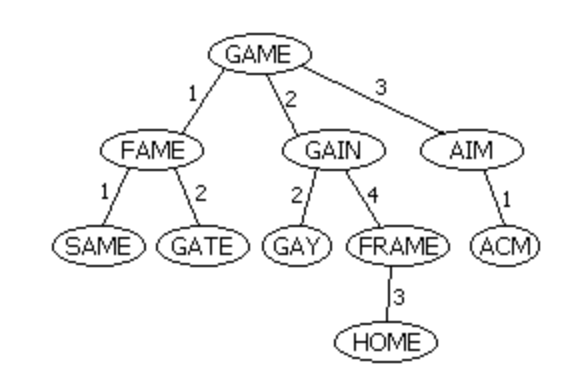 GAME
1 2 3
FAME GAIN AIM
1 2 2 4 1
SAME GATE GAY FRAME ACM
3
HOME